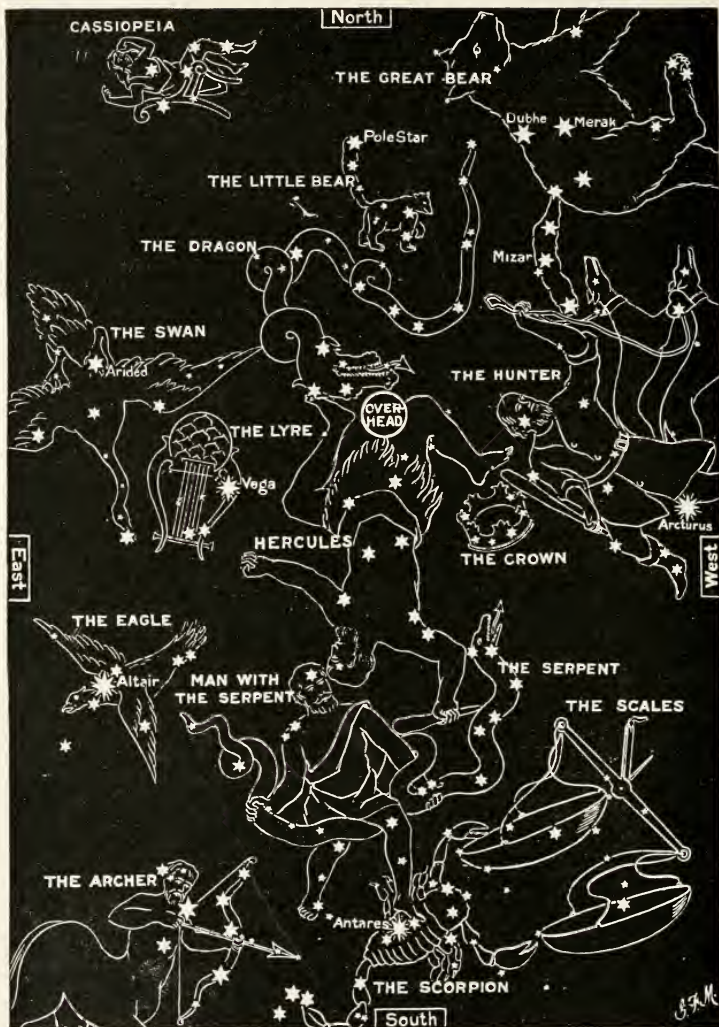 North
CASSIOPEIA
THE GREAT BEAR
Dubhe
Merak
Pole Star
THE LITTLE BEAR
THE DRAGON
Mizar
THE SWAN
Arided
THE HUNTER
OVER-
HEAD
THE LYRE
Vega
Arcturus
HERCULES
THE CROWN
East
West
THE EAGLE
Altair
MAN WITH
THE SERPENT
THE SERPENT
THE SCALES
THE ARCHER
Antares
THE SCORPION
South
S.F.M.